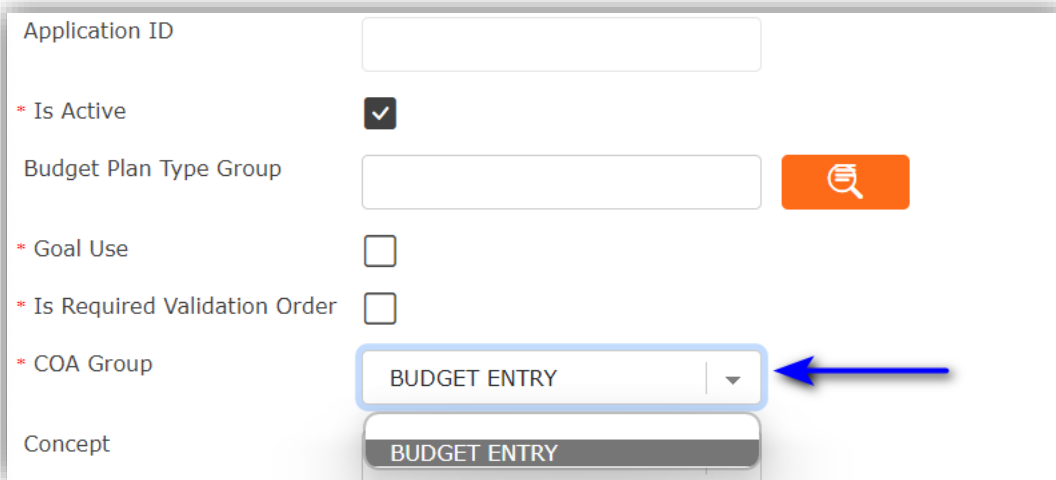 Application ID
* Is Active
Budget Plan Type Group
* Goal Use
* Is Required Validation Order
* COA Group
BUDGET ENTRY
Concept
BUDGET ENTRY